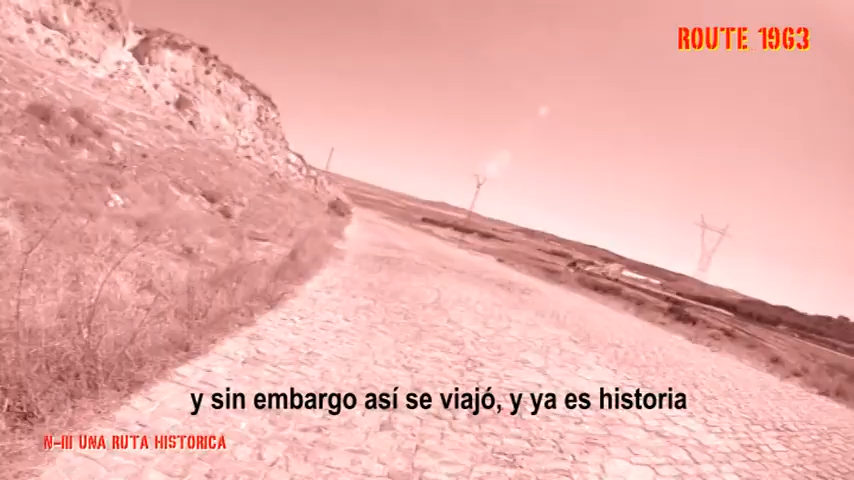 ROUTE 1963
y sin embargo así se viajó, y ya es historia
N-III UNA RUTA HISTORICA